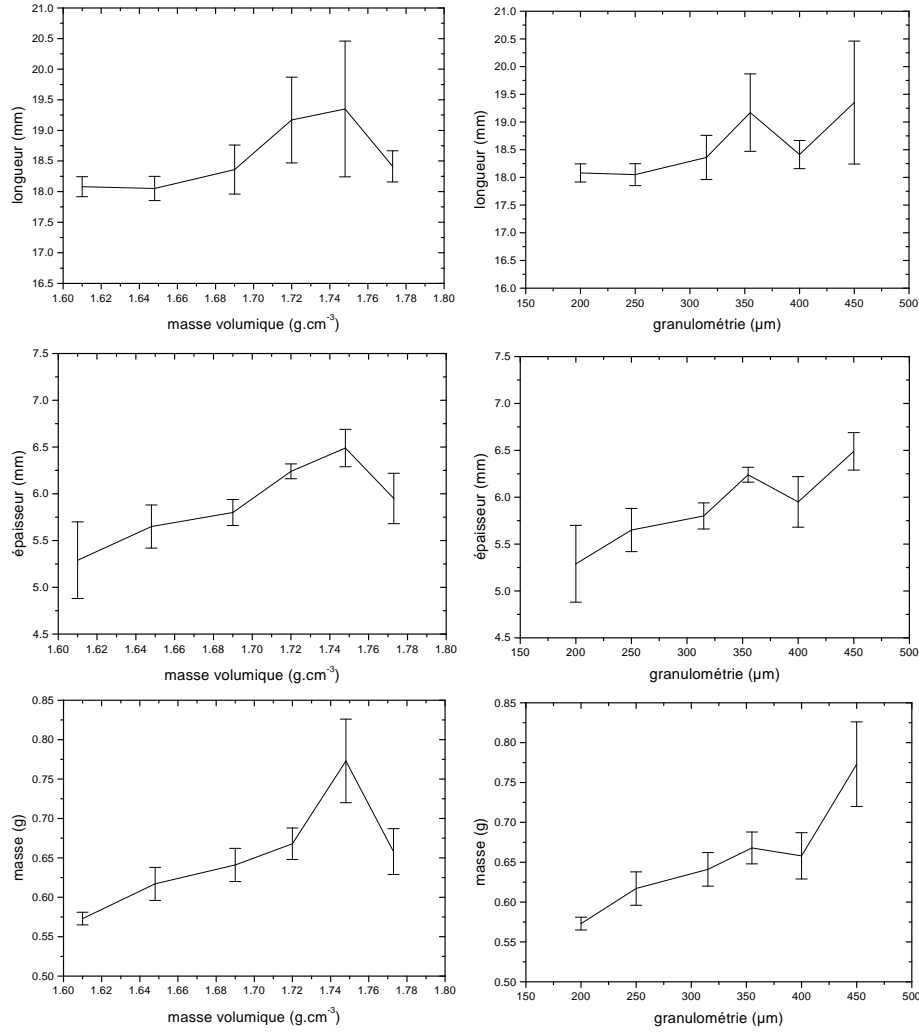 21.0
20.5
20.0
19.5
19.0
18.5
18.0
17.5
17.0
16.5
longueur (mm)
1.60 1.62 1.64 1.66 1.68 1.70 1.72 1.74 1.76 1.78 1.80
masse volumique (g.cm⁻³)
21.0
20.5
20.0
19.5
19.0
18.5
18.0
17.5
17.0
16.5
16.0
longueur (mm)
150 200 250 300 350 400 450 500
granulométrie (µm)
7.5
7.0
6.5
6.0
5.5
5.0
4.5
épaisseur (mm)
1.60 1.62 1.64 1.66 1.68 1.70 1.72 1.74 1.76 1.78 1.80
masse volumique (g.cm⁻³)
7.0
6.5
6.0
5.5
5.0
4.5
épaisseur (mm)
150 200 250 300 350 400 450 500
granulométrie (µm)
0.85
0.80
0.75
0.70
0.65
0.60
0.55
0.50
masse (g)
1.60 1.62 1.64 1.66 1.68 1.70 1.72 1.74 1.76 1.78 1.80
masse volumique (g.cm⁻³)
0.85
0.80
0.75
0.70
0.65
0.60
0.55
0.50
masse (g)
150 200 250 300 350 400 450 500
granulométrie (µm)